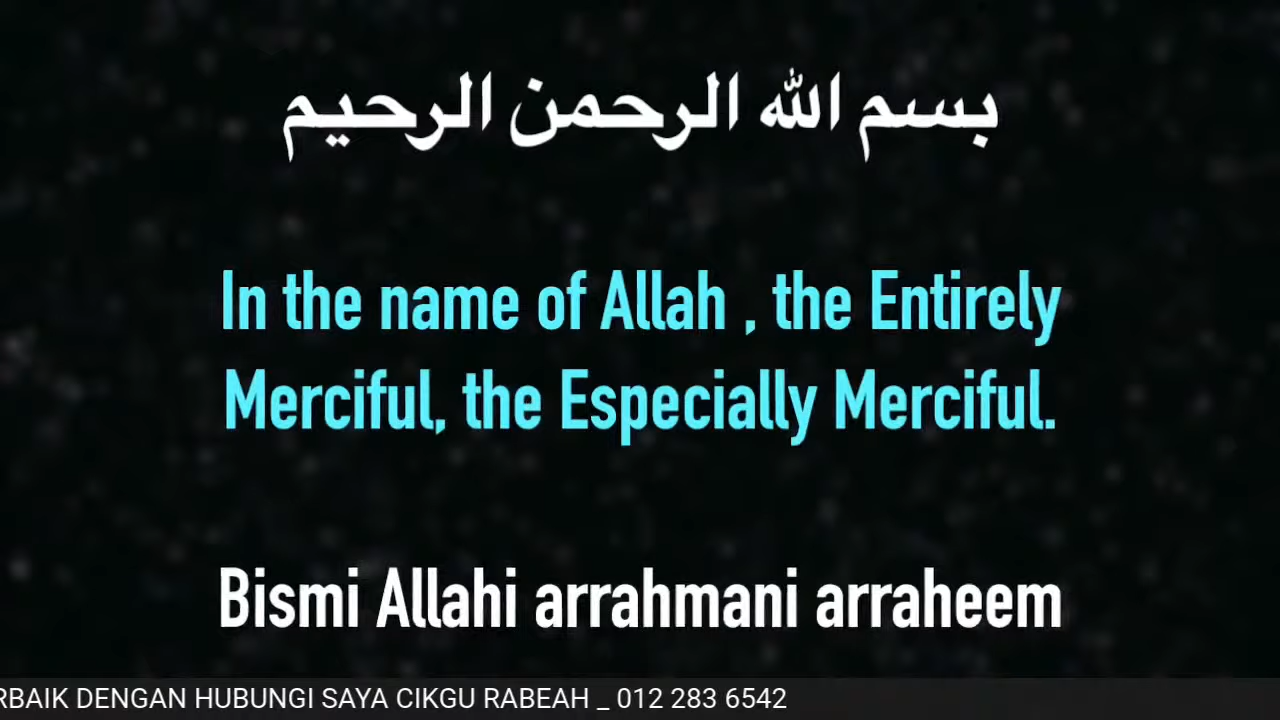 بسم الله الرحمن الرحيم
In the name of Allah , the Entirely
Merciful, the Especially Merciful.
Bismi Allahi arrahmani arraheem
RBAIK DENGAN HUBUNGI SAYA CIKGU RABEAH _ 012 283 6542